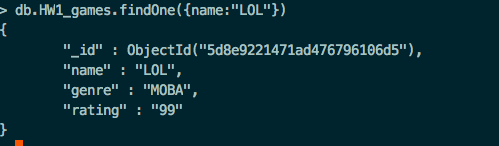 > db.HW1_games.findOne({name:"LOL"})
{
        "_id" : ObjectId("5d8e9221471ad476796106d5"),
        "name" : "LOL",
        "genre" : "MOBA",
        "rating" : "99"
}